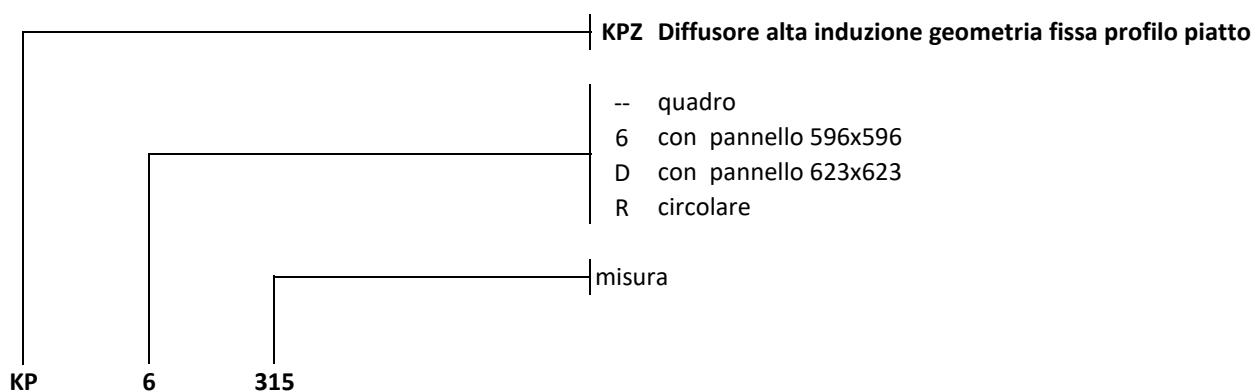 KPZ Diffusore alta induzione geometria fissa profilo piatto
-- quadro
6 con pannello 596x596
D con pannello 623x623
R circolare
misura
KP 6 315